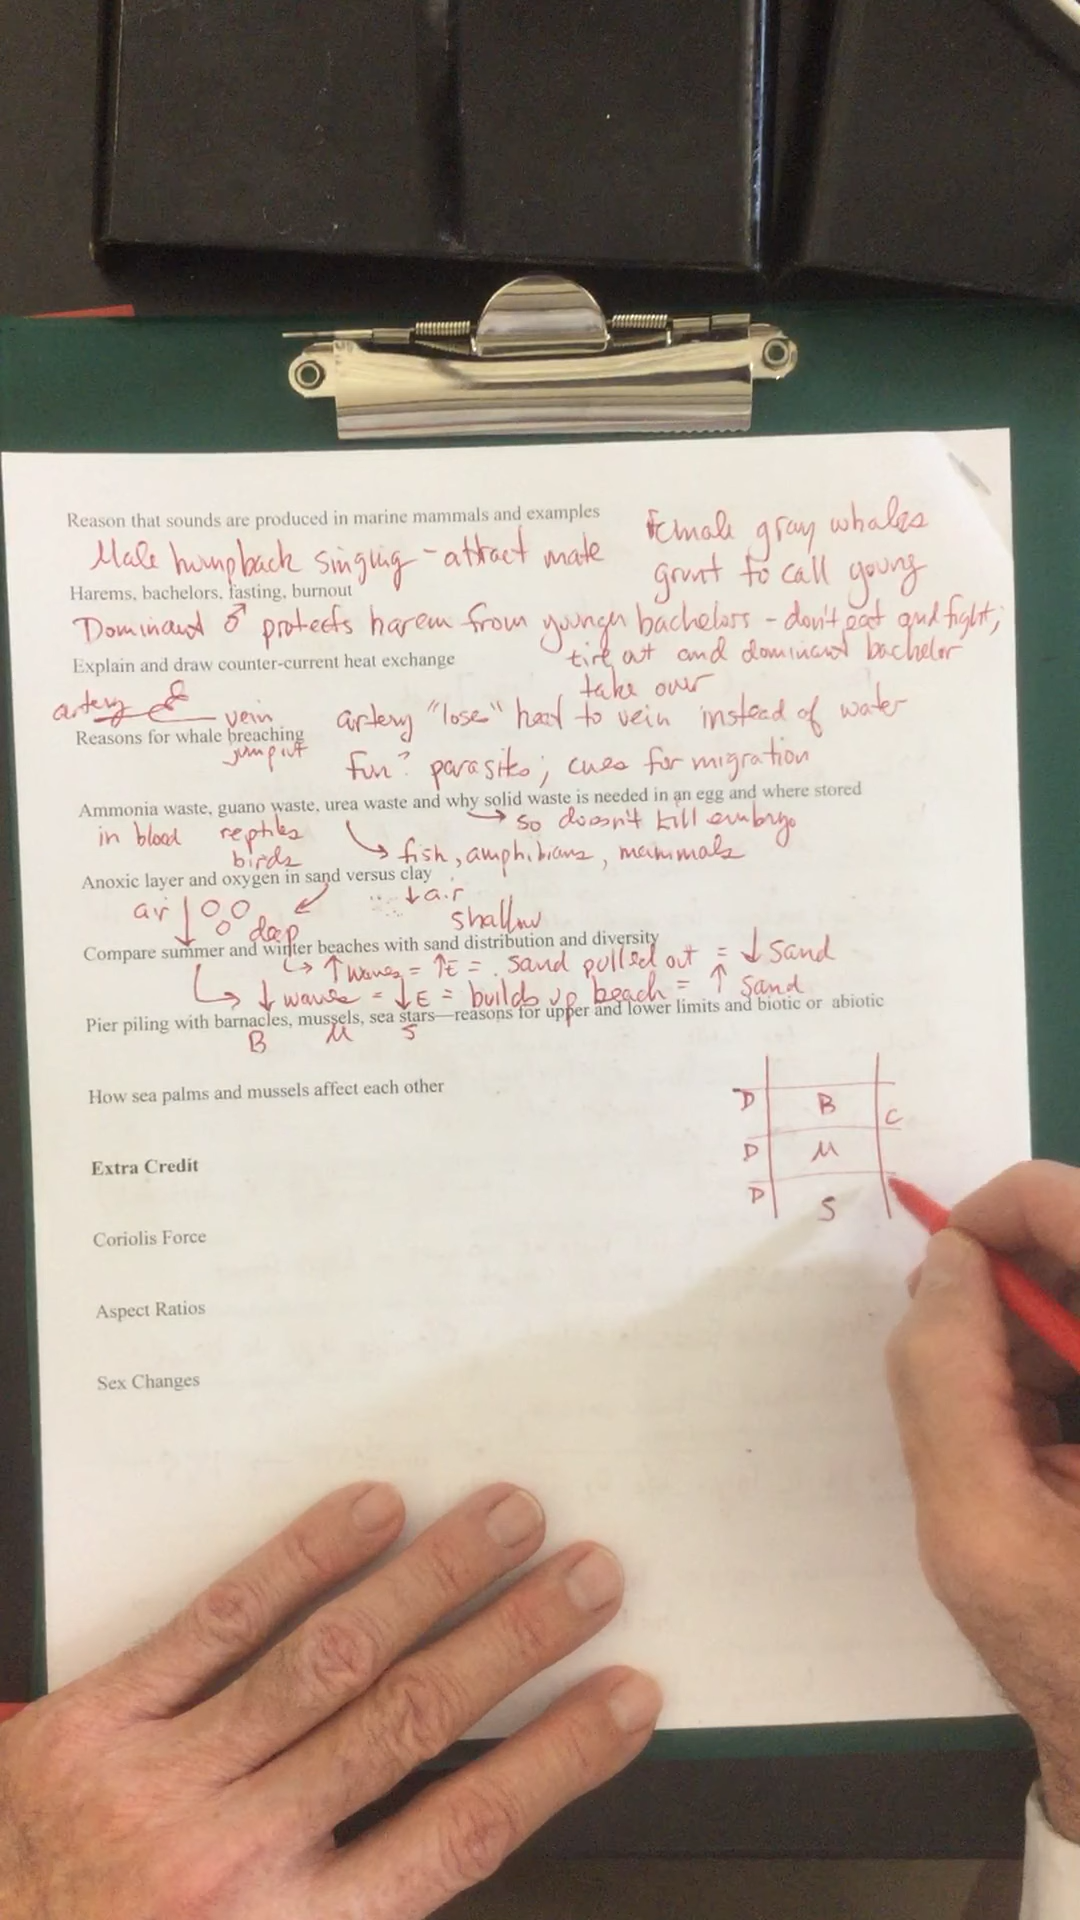 Reason that sounds are produced in marine mammals and examples
Female gray whales
Male humpback singing - attract mate
grunt to call young
Harems, bachelors, fasting, burnout
Dominant ♂ protects harem from younger bachelors - don't eat and fight;
tire out and dominant bachelor
take over
Explain and draw counter-current heat exchange
artery
vein
artery "lose" heat to vein instead of water
Reasons for whale breaching
jump out
fun? parasites; cues for migration
Ammonia waste, guano waste, urea waste and why solid waste is needed in an egg and where stored
in blood reptiles
birds
→ so doesn't kill embryo
→ fish, amphibians, mammals
Anoxic layer and oxygen in sand versus clay
air ↓ deep
↓ air
shallow
Compare summer and winter beaches with sand distribution and diversity
→ ↑ waves = ↑E = sand pulled out = ↓ sand
→ ↓ waves = ↓E = builds up beach = ↑ sand
Pier piling with barnacles, mussels, sea stars—reasons for upper and lower limits and biotic or abiotic
B M S
How sea palms and mussels affect each other
D B C
D M
D S
Extra Credit
Coriolis Force
Aspect Ratios
Sex Changes